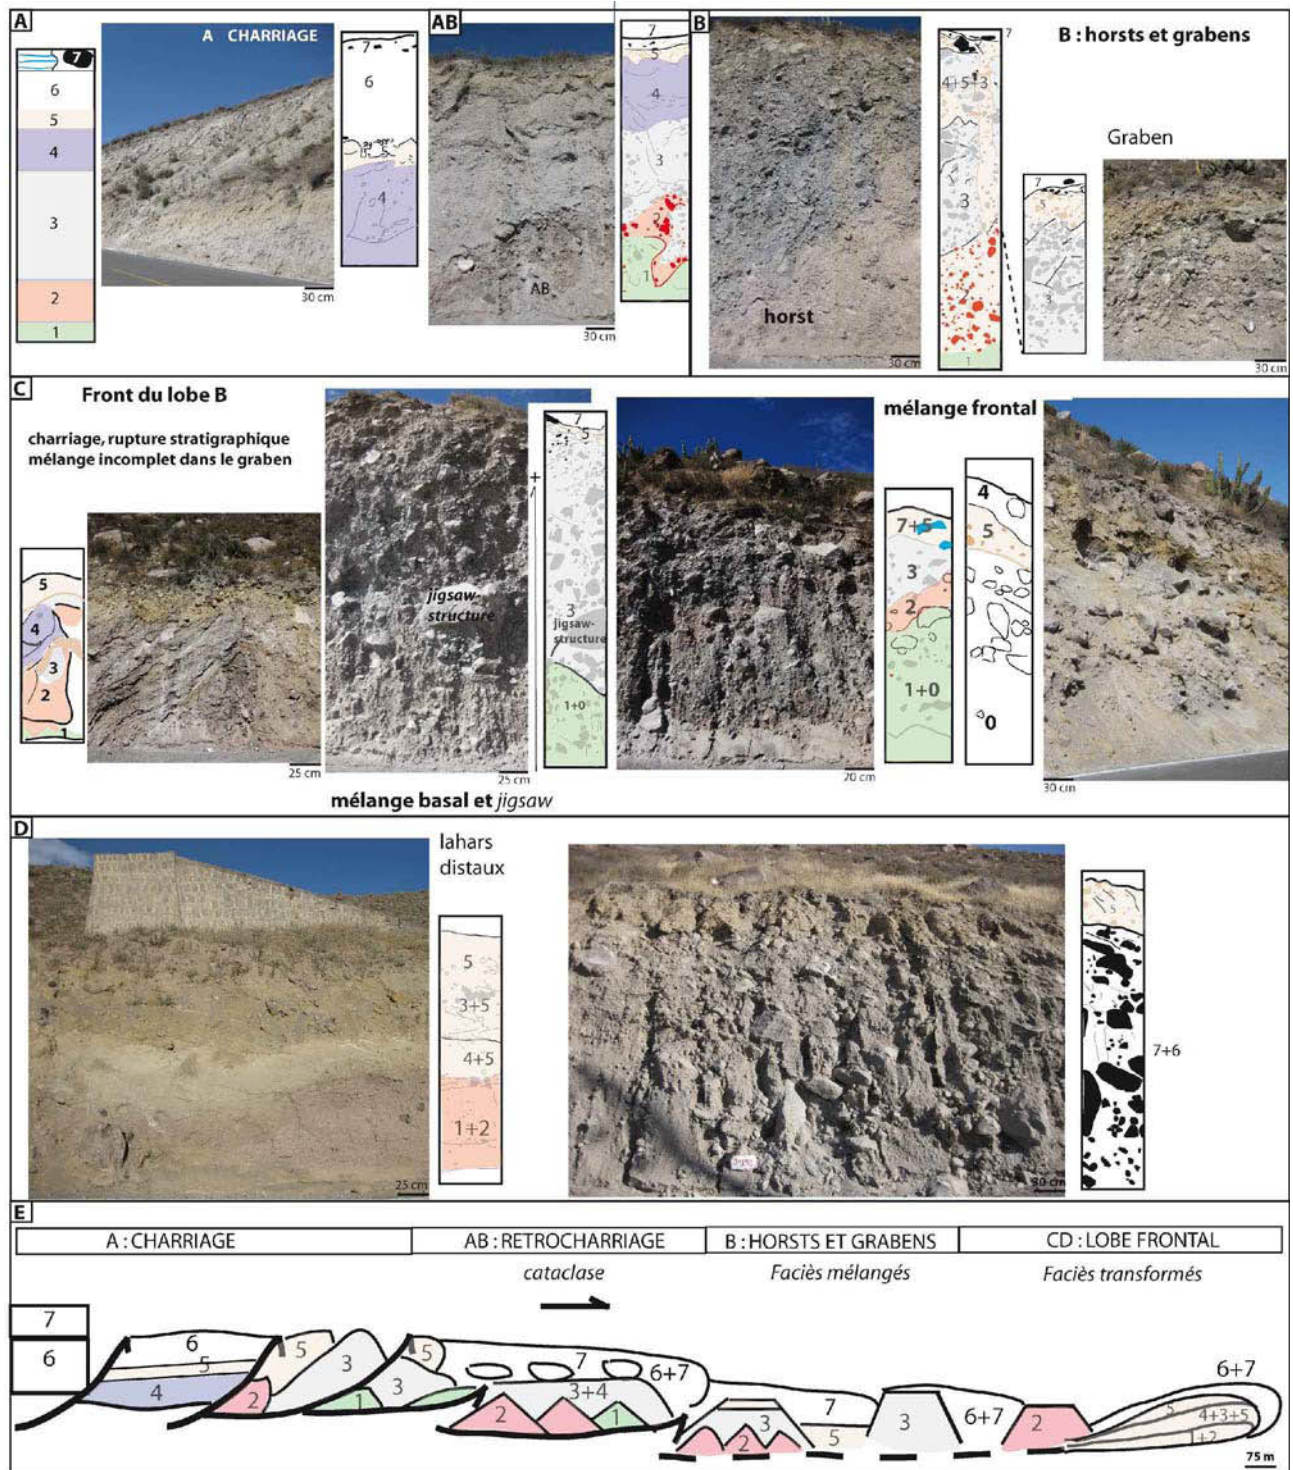 A
A CHARRIAGE
7
6
5
4
3
2
1
30 cm
7
6
5
4
AB
AB
30 cm
7
5
4
3
2
1
B
B : horsts et grabens
horst
30 cm
7
4+5+3
3
2
1
Graben
7
5
3
30 cm
C
Front du lobe B
charriage, rupture stratigraphique
mélange incomplet dans le graben
5
4
3
2
1
25 cm
jigsaw-
structure
25 cm
+
7
5
3
jigsaw-
structure
1+0
mélange basal et jigsaw
20 cm
mélange frontal
7+5
3
2
1+0
4
5
0
30 cm
D
25 cm
lahars
distaux
5
3+5
4+5
1+2
30 cm
5
7+6
E
A : CHARRIAGE
AB : RETROCHARRIAGE
B : HORSTS ET GRABENS
CD : LOBE FRONTAL
cataclase
Faciès mélangés
Faciès transformés
7
6
6
5
4
2
5
3
1
3
5
7
6+7
3+4
2
1
3
2
7
5
3
6+7
2
6+7
5
4+3+5
1+2
75 m